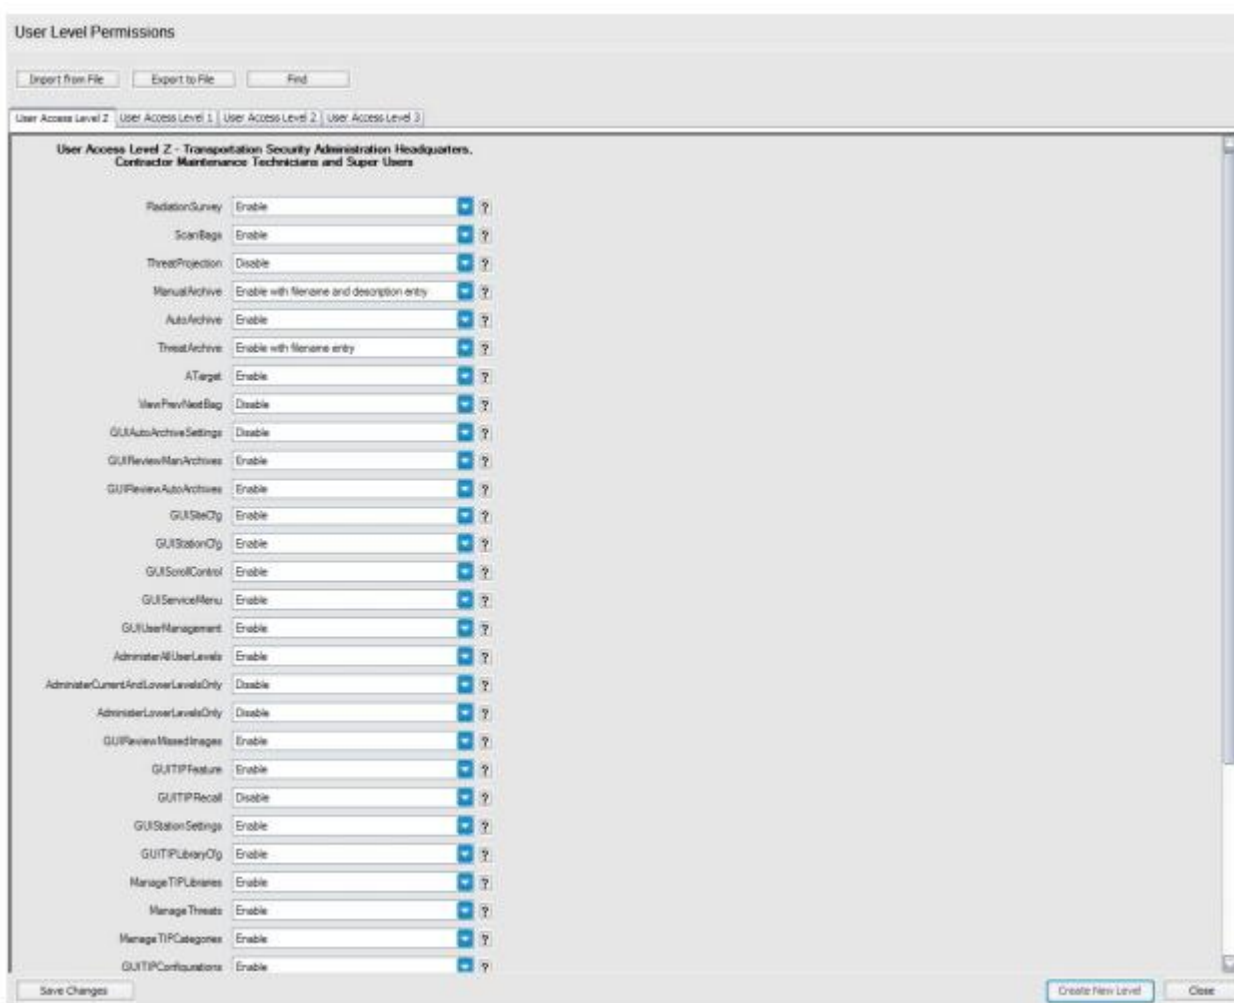 User Level Permissions
Import from File Export to File Find
User Access Level Z User Access Level 1 User Access Level 2 User Access Level 3
User Access Level Z - Transportation Security Administration Headquarters,
Contractor Maintenance Technicians and Super Users
RadiationSurvey Enable ?
ScanBags Enable ?
ThreatProjection Disable ?
ManualArchive Enable with filename and description entry ?
AutoArchive Enable ?
ThreatArchive Enable with filename entry ?
ATarget Enable ?
ViewPrevNextBag Disable ?
GUIAutoArchiveSettings Disable ?
GUIReviewManArchives Enable ?
GUIReviewAutoArchives Enable ?
GUISiteCfg Enable ?
GUIStationCfg Enable ?
GUIScrollControl Enable ?
GUIServiceMenu Enable ?
GUIUserManagement Enable ?
AdministerAllUserLevels Enable ?
AdministerCurrentAndLowerLevelsOnly Disable ?
AdministerLowerLevelsOnly Disable ?
GUIReviewMissedImages Enable ?
GUITIPFeature Enable ?
GUITIPRecall Disable ?
GUIStationSettings Enable ?
GUITIPLibraryCfg Enable ?
ManageTIPLibraries Enable ?
ManageThreats Enable ?
ManageTIPCategories Enable ?
GUITIPConfigurations Enable ?
Save Changes Create New Level Close